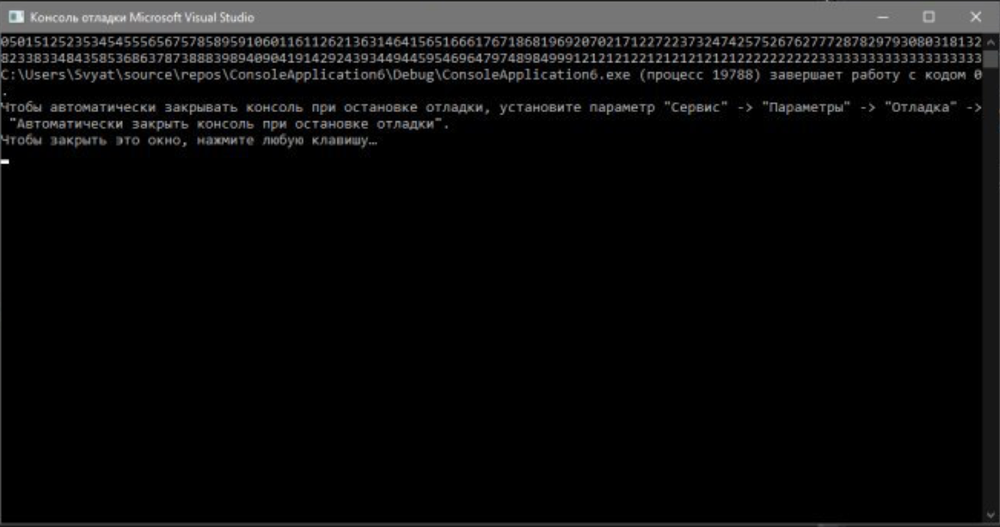 Консоль отладки Microsoft Visual Studio
050151252353454555656757858959106011611262136314641565166617671868196920702171227223732474257526762777287829793080318132
823383348435853686378738883989409041914292439344944595469647974898499912121212212121212121222222222233333333333333333333
C:\Users\Svyat\source\repos\ConsoleApplication6\Debug\ConsoleApplication6.exe (процесс 19788) завершает работу с кодом 0
.
Чтобы автоматически закрывать консоль при остановке отладки, установите параметр "Сервис" -> "Параметры" -> "Отладка" ->
 "Автоматически закрыть консоль при остановке отладки".
Чтобы закрыть это окно, нажмите любую клавишу…